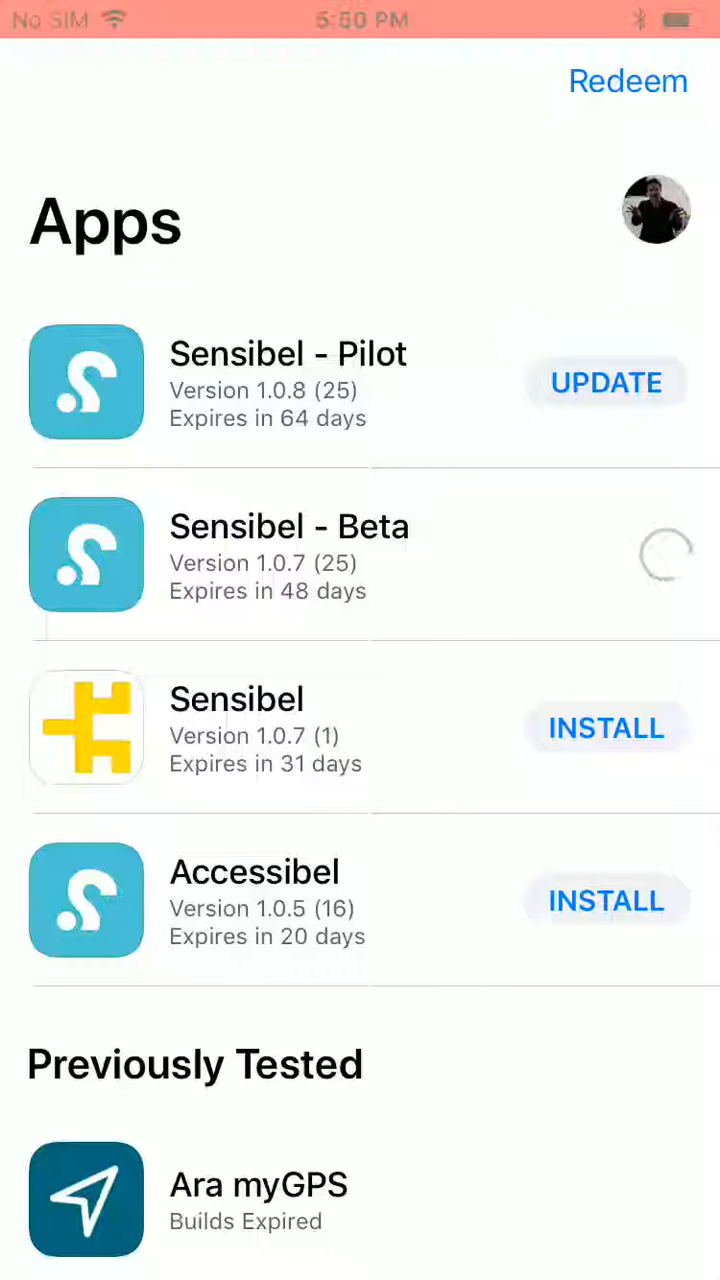 No SIM 5:50 PM
Redeem
Apps
Sensibel - Pilot
Version 1.0.8 (25)
Expires in 64 days
UPDATE
Sensibel - Beta
Version 1.0.7 (25)
Expires in 48 days
Sensibel
Version 1.0.7 (1)
Expires in 31 days
INSTALL
Accessibel
Version 1.0.5 (16)
Expires in 20 days
INSTALL
Previously Tested
Ara myGPS
Builds Expired